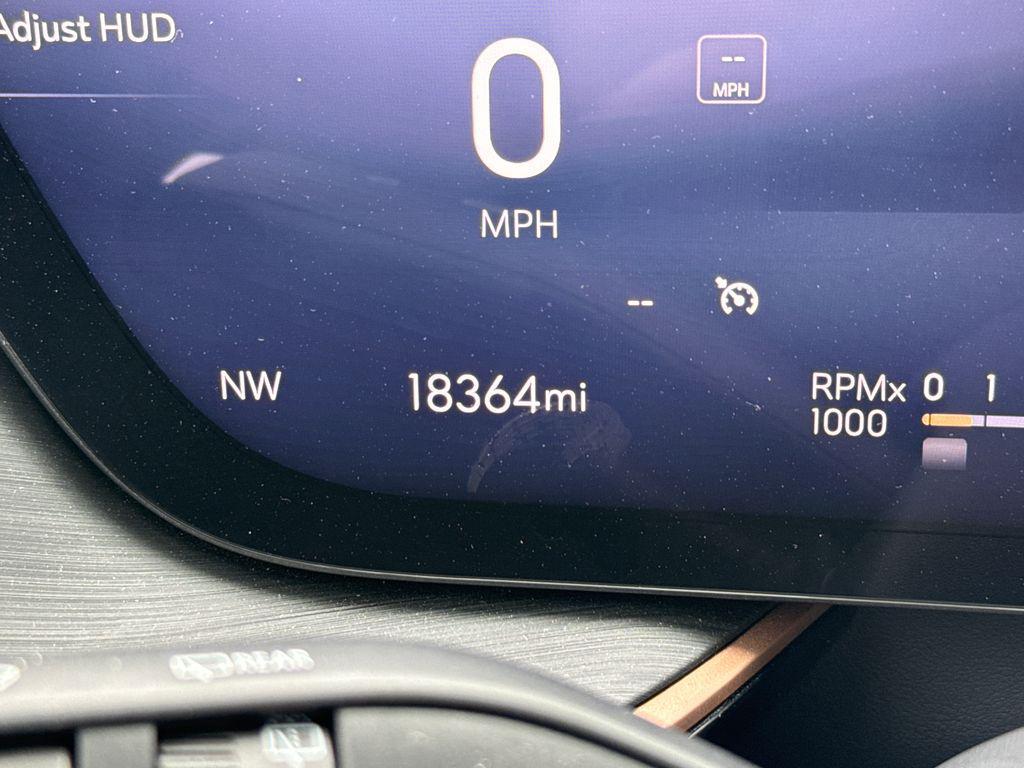 Adjust HUD
0
--
MPH
MPH
--
NW
18364mi
RPMx 0 1
1000
REAR